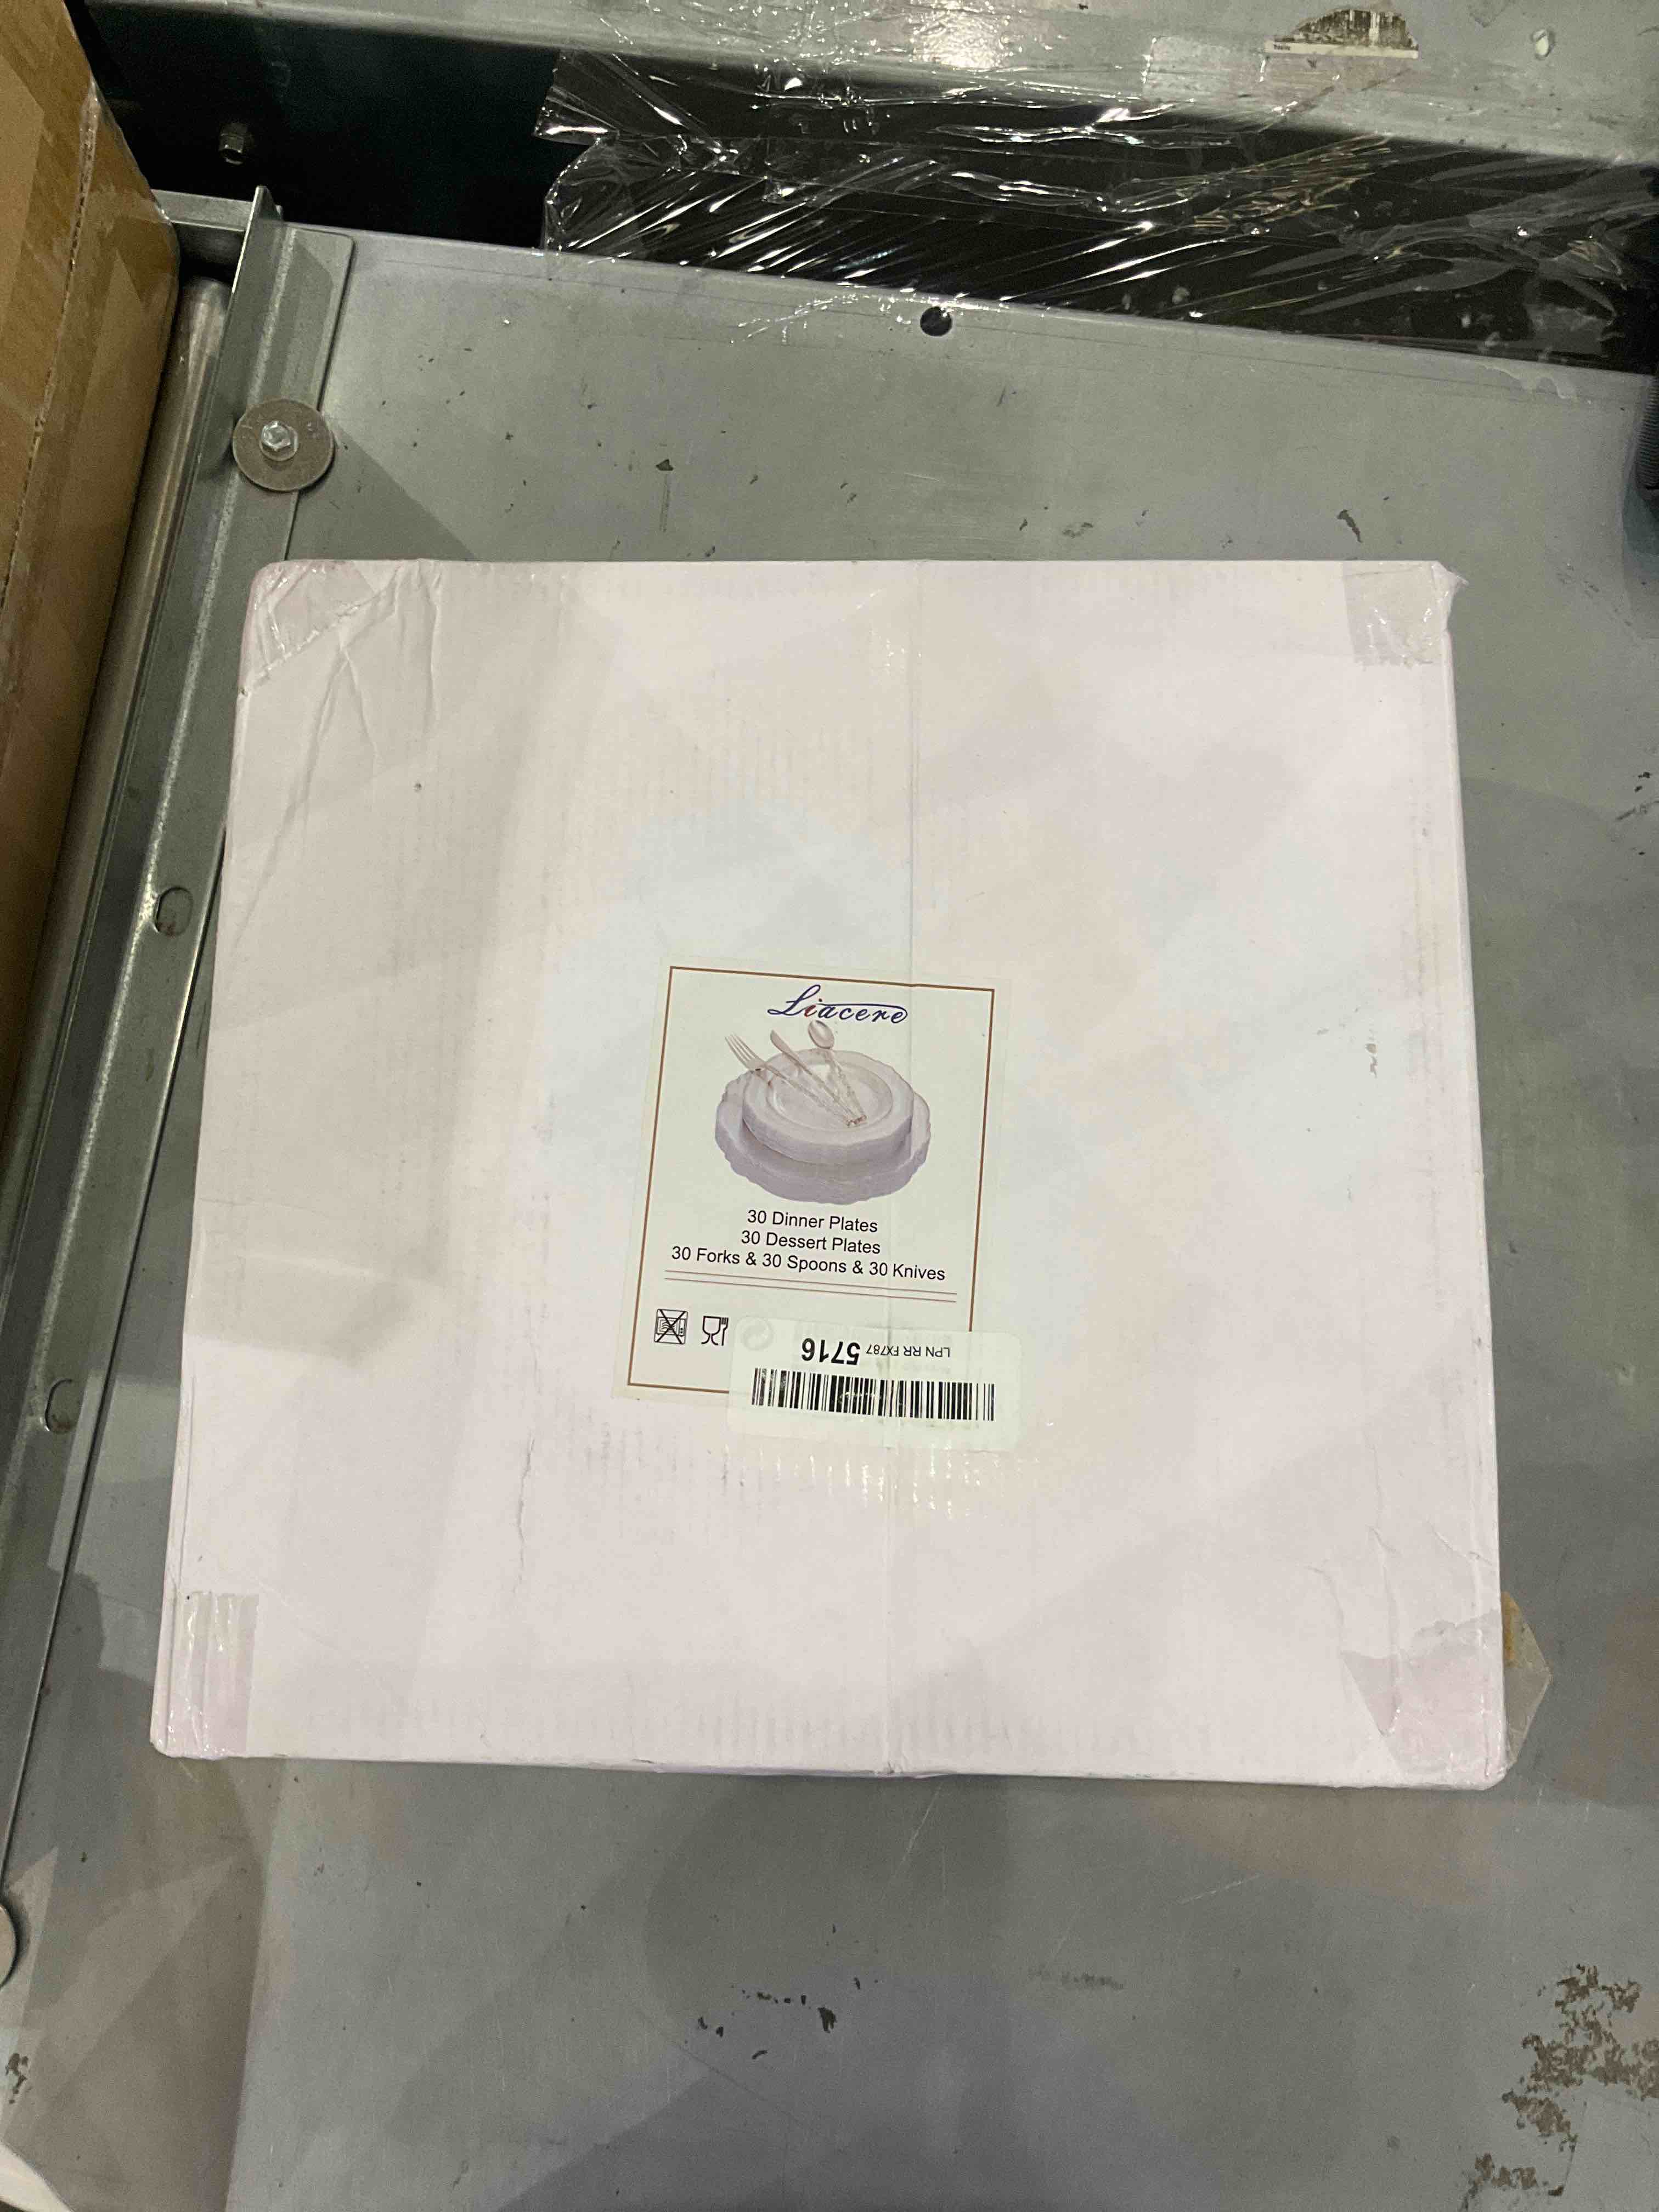 Liacere
30 Dinner Plates
30 Dessert Plates
30 Forks & 30 Spoons & 30 Knives
LPN RR FX787 5716